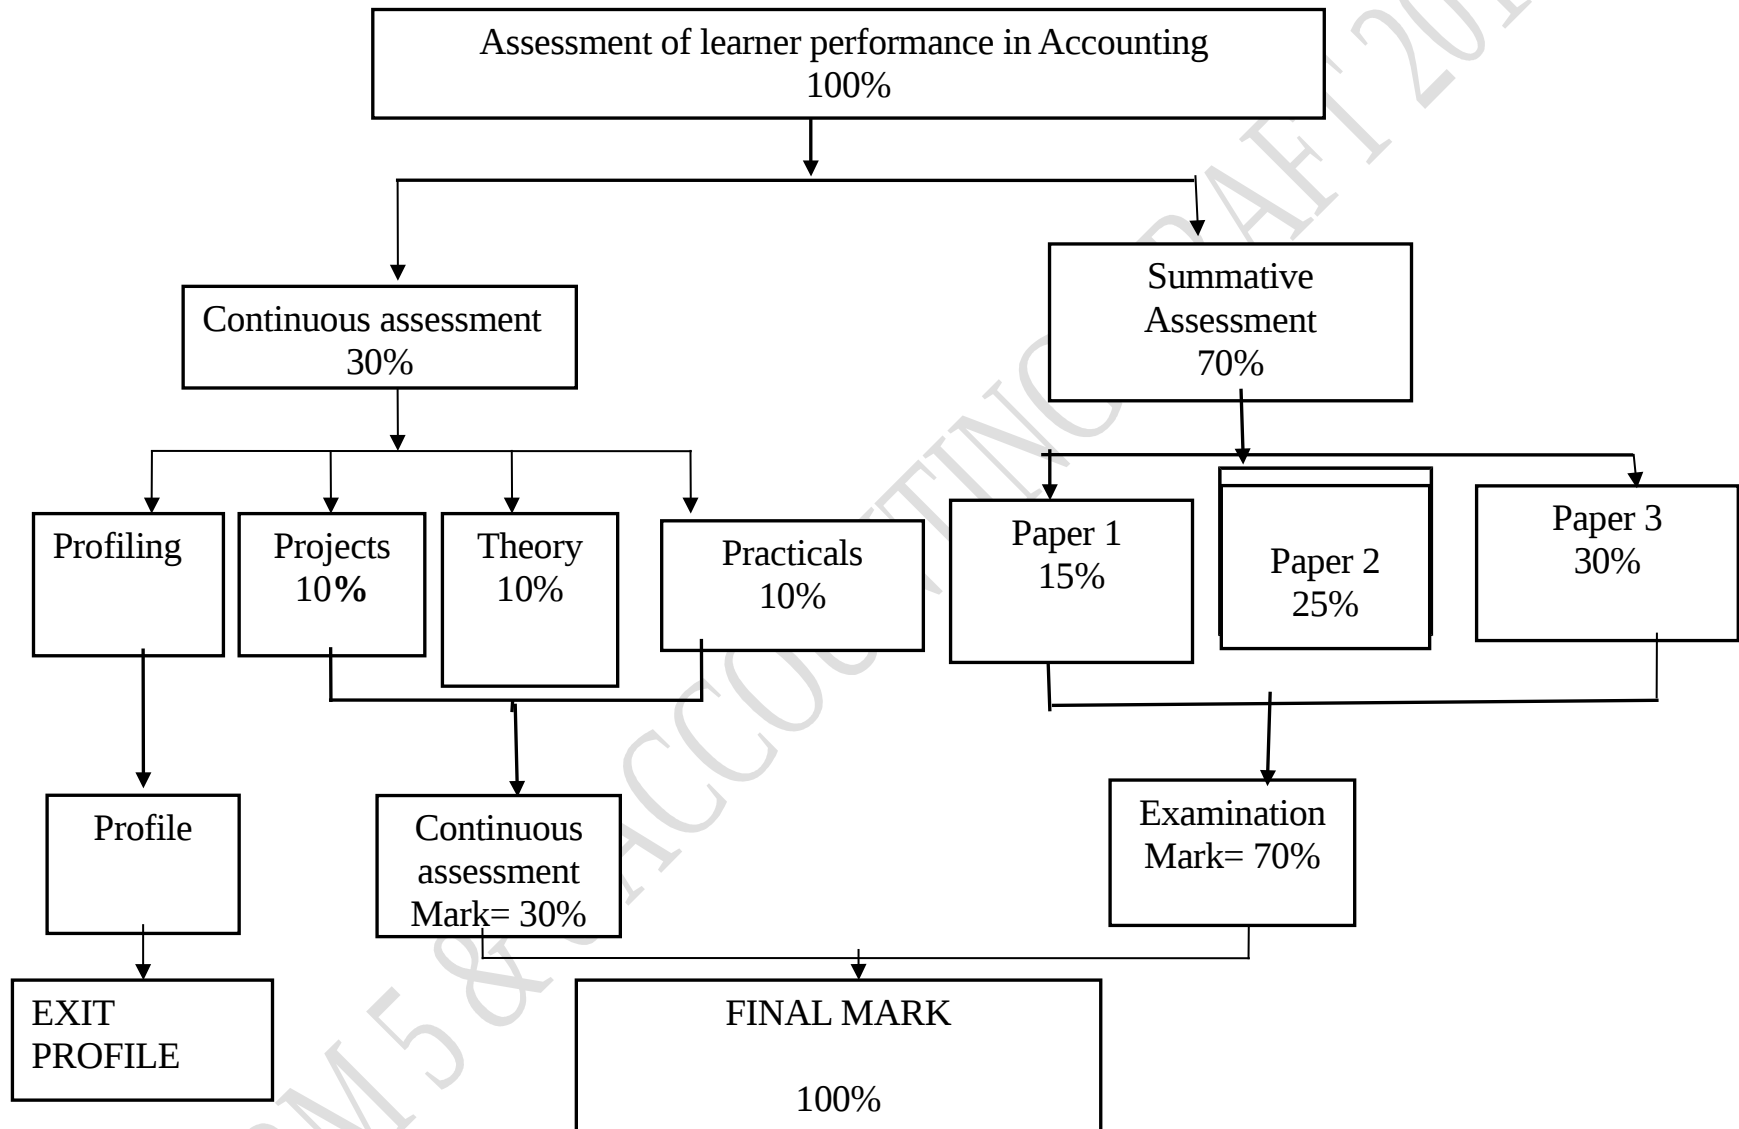 Assessment of learner performance in Accounting
100%
Continuous assessment
30%
Summative
Assessment
70%
Profiling
Projects
10%
Theory
10%
Practicals
10%
Paper 1
15%
Paper 2
25%
Paper 3
30%
Profile
Continuous
assessment
Mark= 30%
Examination
Mark= 70%
EXIT
PROFILE
FINAL MARK
100%